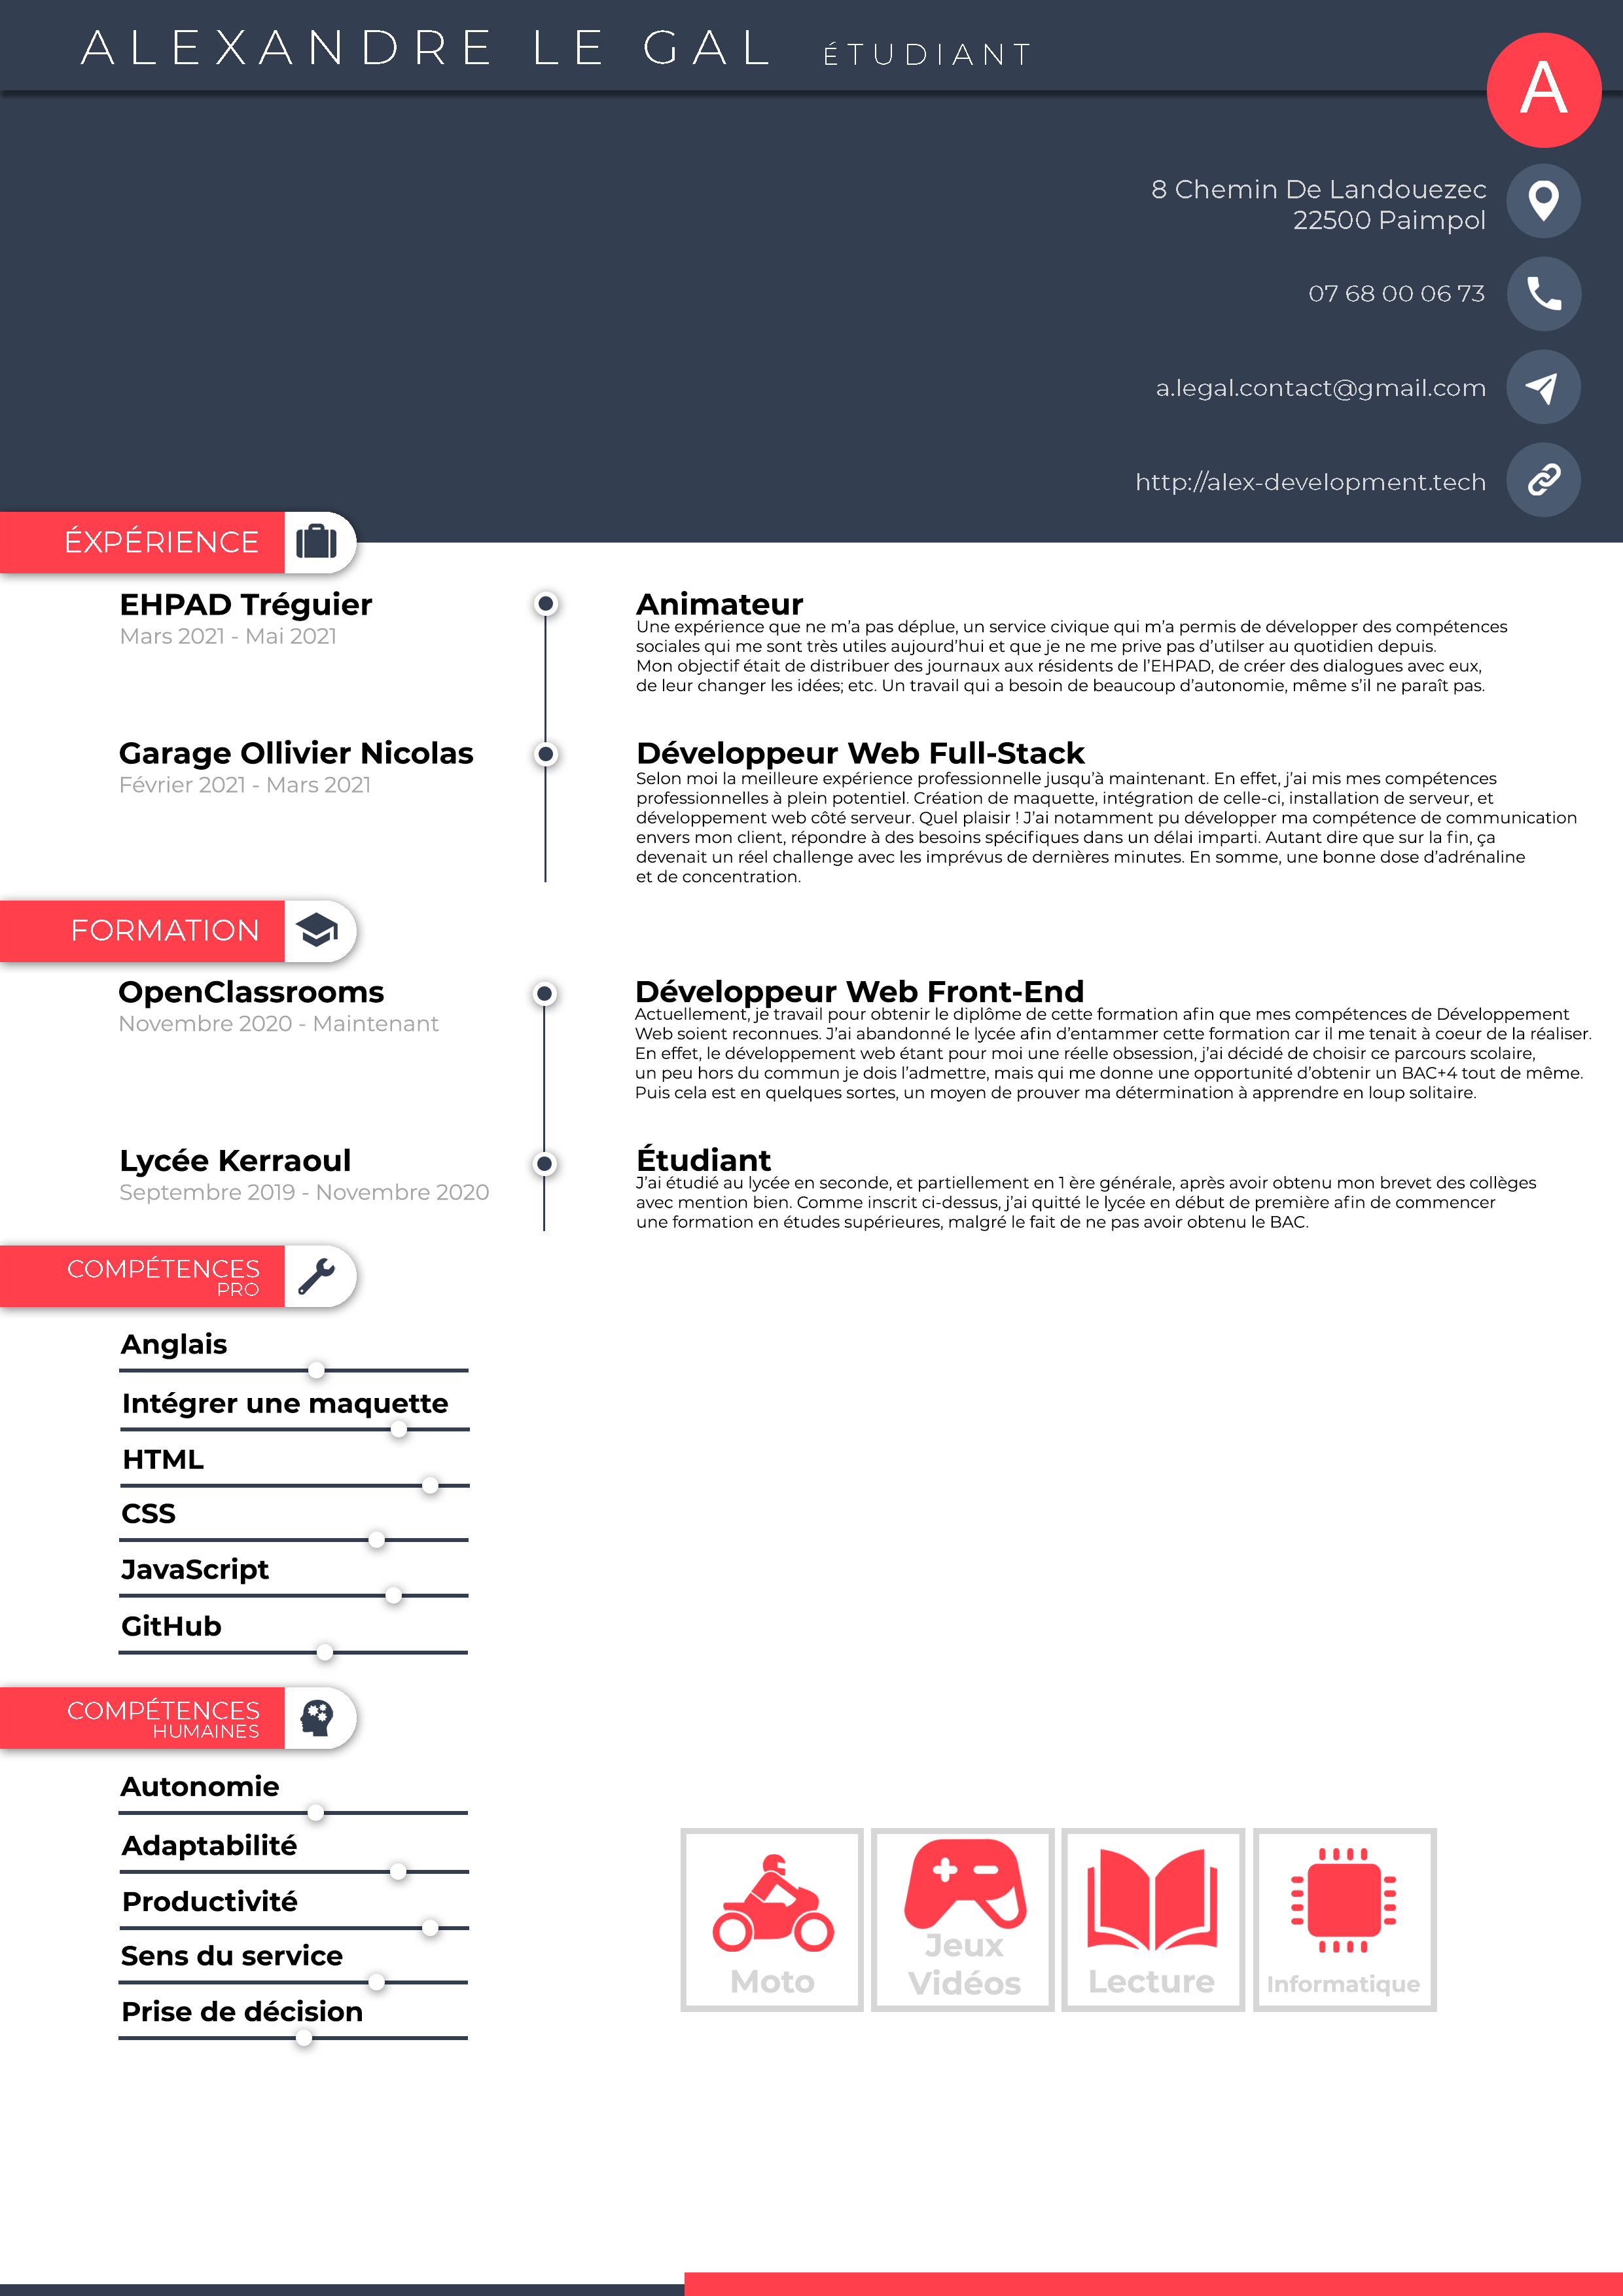 ALEXANDRE LE GAL ÉTUDIANT
A
8 Chemin De Landouezec
22500 Paimpol
07 68 00 06 73
a.legal.contact@gmail.com
http://alex-development.tech
ÉXPÉRIENCE
EHPAD Tréguier
Mars 2021 - Mai 2021
Animateur
Une expérience que ne m’a pas déplue, un service civique qui m’a permis de développer des compétences
sociales qui me sont très utiles aujourd’hui et que je ne me prive pas d’utilser au quotidien depuis.
Mon objectif était de distribuer des journaux aux résidents de l’EHPAD, de créer des dialogues avec eux,
de leur changer les idées; etc. Un travail qui a besoin de beaucoup d’autonomie, même s’il ne paraît pas.
Garage Ollivier Nicolas
Février 2021 - Mars 2021
Développeur Web Full-Stack
Selon moi la meilleure expérience professionnelle jusqu’à maintenant. En effet, j’ai mis mes compétences
professionnelles à plein potentiel. Création de maquette, intégration de celle-ci, installation de serveur, et
développement web côté serveur. Quel plaisir ! J’ai notamment pu développer ma compétence de communication
envers mon client, répondre à des besoins spécifiques dans un délai imparti. Autant dire que sur la fin, ça
devenait un réel challenge avec les imprévus de dernières minutes. En somme, une bonne dose d’adrénaline
et de concentration.
FORMATION
OpenClassrooms
Novembre 2020 - Maintenant
Développeur Web Front-End
Actuellement, je travail pour obtenir le diplôme de cette formation afin que mes compétences de Développement
Web soient reconnues. J’ai abandonné le lycée afin d’entammer cette formation car il me tenait à coeur de la réaliser.
En effet, le développement web étant pour moi une réelle obsession, j’ai décidé de choisir ce parcours scolaire,
un peu hors du commun je dois l’admettre, mais qui me donne une opportunité d’obtenir un BAC+4 tout de même.
Puis cela est en quelques sortes, un moyen de prouver ma détermination à apprendre en loup solitaire.
Lycée Kerraoul
Septembre 2019 - Novembre 2020
Étudiant
J’ai étudié au lycée en seconde, et partiellement en 1 ère générale, après avoir obtenu mon brevet des collèges
avec mention bien. Comme inscrit ci-dessus, j’ai quitté le lycée en début de première afin de commencer
une formation en études supérieures, malgré le fait de ne pas avoir obtenu le BAC.
COMPÉTENCES
PRO
Anglais
Intégrer une maquette
HTML
CSS
JavaScript
GitHub
COMPÉTENCES
HUMAINES
Autonomie
Adaptabilité
Productivité
Sens du service
Prise de décision
Moto
Jeux
Vidéos
Lecture
Informatique